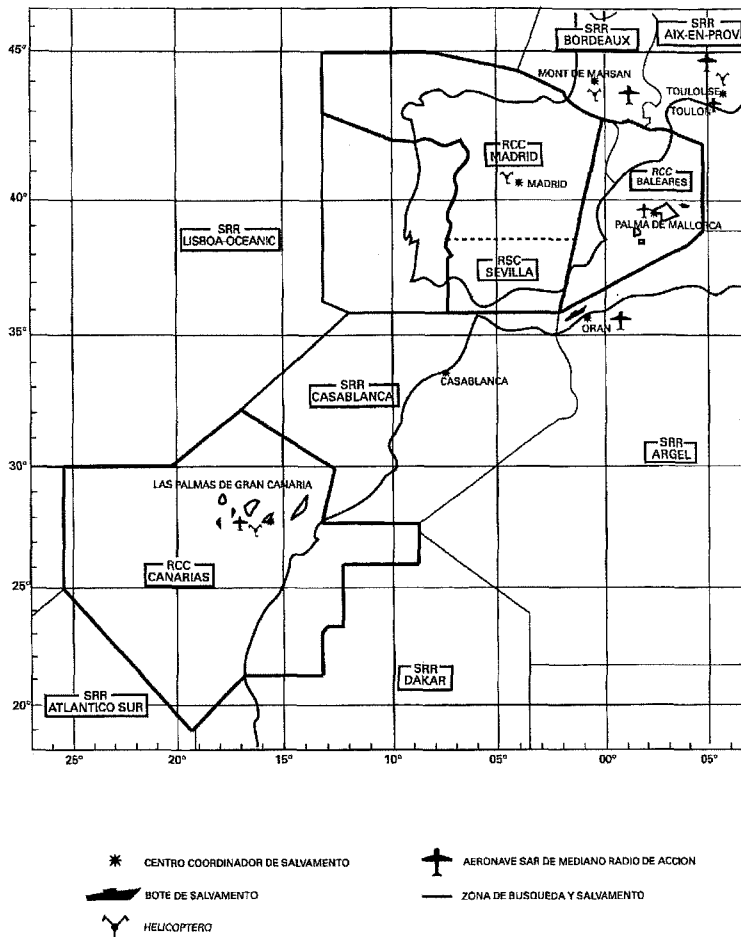 SRR
BORDEAUX
SRR
AIX-EN-PROV
45°
MONT DE MARSAN
TOULOUSE
TOULON
RCC
MADRID
RCC
BALEARES
MADRID
40°
PALMA DE MALLORCA
SRR
LISBOA-OCEANIC
RSC
SEVILLA
35°
ORAN
CASABLANCA
SRR
CASABLANCA
SRR
ARGEL
30°
LAS PALMAS DE GRAN CANARIA
RCC
CANARIAS
25°
SRR
DAKAR
SRR
ATLANTICO SUR
20°
25° 20° 15° 10° 05° 00° 05°
CENTRO COORDINADOR DE SALVAMENTO
AERONAVE SAR DE MEDIANO RADIO DE ACCION
BOTE DE SALVAMENTO
ZONA DE BUSQUEDA Y SALVAMENTO
HELICOPTERO